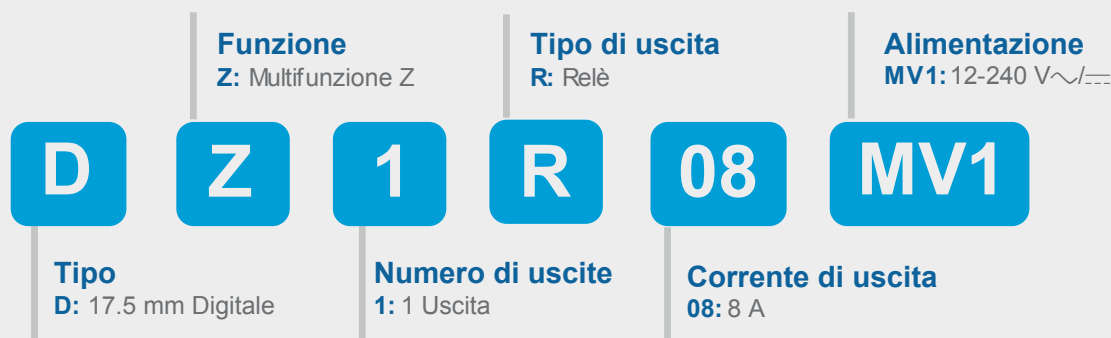 Funzione
Z: Multifunzione Z
Tipo di uscita
R: Relè
Alimentazione
MV1: 12-240 V~/⎓
D Z 1 R 08 MV1
Tipo
D: 17.5 mm Digitale
Numero di uscite
1: 1 Uscita
Corrente di uscita
08: 8 A